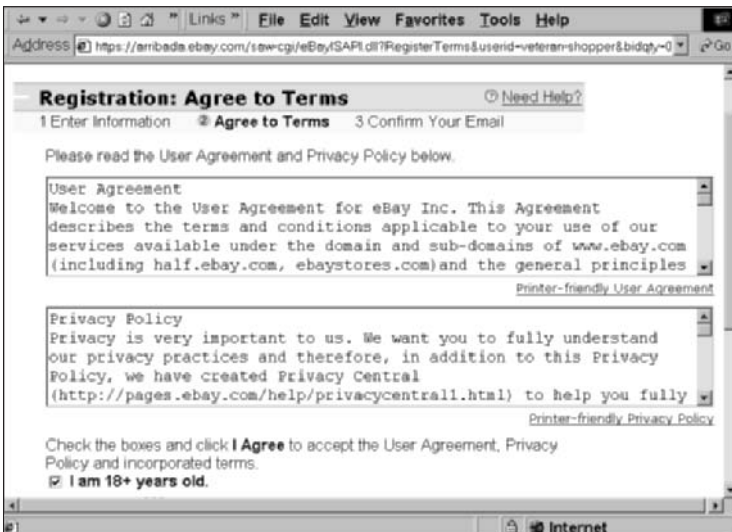 Links File Edit View Favorites Tools Help
Address https://arribada.ebay.com/saw-cgi/eBayISAPI.dll?RegisterTerms&userid=veteran-shopper&bidqty=0 Go
Registration: Agree to Terms Need Help?
1 Enter Information 2 Agree to Terms 3 Confirm Your Email
Please read the User Agreement and Privacy Policy below.
User Agreement
Welcome to the User Agreement for eBay Inc. This Agreement
describes the terms and conditions applicable to your use of our
services available under the domain and sub-domains of www.ebay.com
(including half.ebay.com, ebaystores.com)and the general principles
Printer-friendly User Agreement
Privacy Policy
Privacy is very important to us. We want you to fully understand
our privacy practices and therefore, in addition to this Privacy
Policy, we have created Privacy Central
(http://pages.ebay.com/help/privacycentral1.html) to help you fully
Printer-friendly Privacy Policy
Check the boxes and click I Agree to accept the User Agreement, Privacy
Policy and incorporated terms.
I am 18+ years old.
Internet